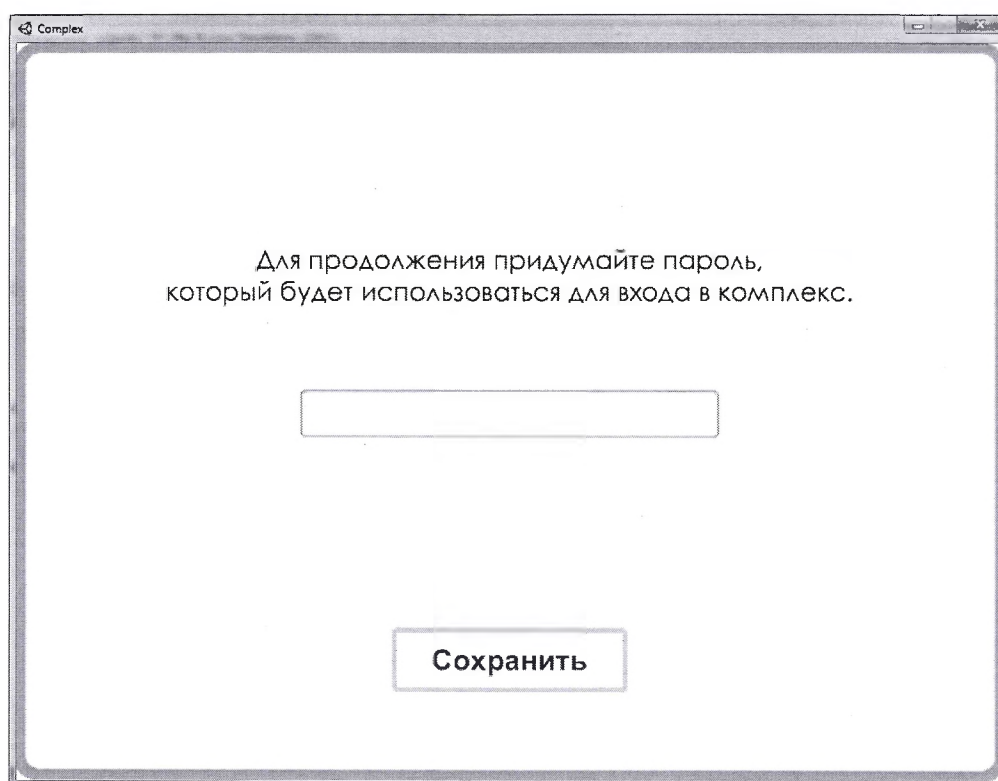 Complex
Для продолжения придумайте пароль,
который будет использоваться для входа в комплекс.
Сохранить